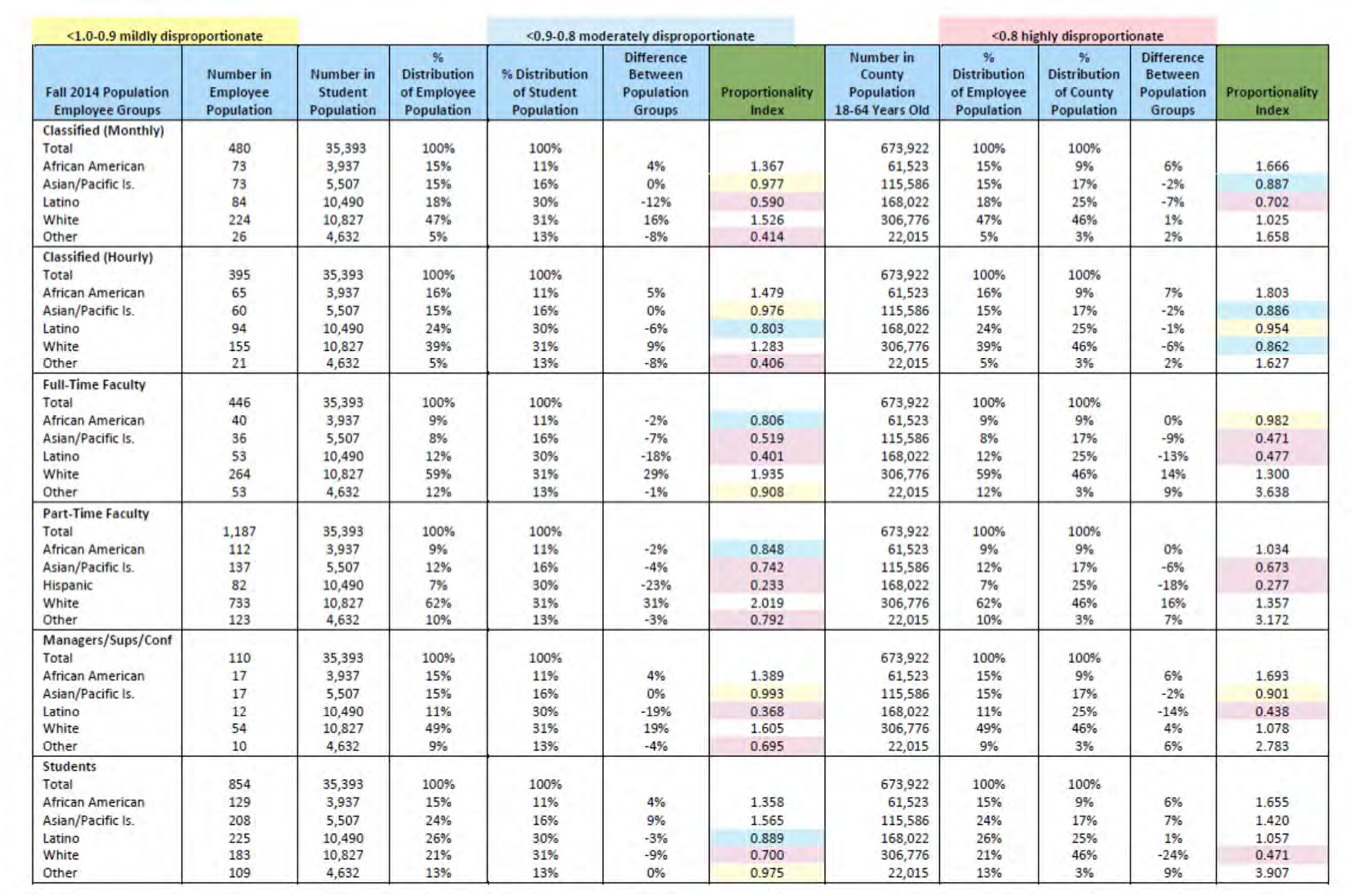 <1.0-0.9 mildly disproportionate <0.9-0.8 moderately disproportionate <0.8 highly disproportionate
Fall 2014 Population Employee Groups Number in Employee Population Number in Student Population % Distribution of Employee Population % Distribution of Student Population Difference Between Population Groups Proportionality Index Number in County Population 18-64 Years Old % Distribution of Employee Population % Distribution of County Population Difference Between Population Groups Proportionality Index
Classified (Monthly)
Total 480 35,393 100% 100% 673,922 100% 100%
African American 73 3,937 15% 11% 4% 1.367 61,523 15% 9% 6% 1.666
Asian/Pacific Is. 73 5,507 15% 16% 0% 0.977 115,586 15% 17% -2% 0.887
Latino 84 10,490 18% 30% -12% 0.590 168,022 18% 25% -7% 0.702
White 224 10,827 47% 31% 16% 1.526 306,776 47% 46% 1% 1.025
Other 26 4,632 5% 13% -8% 0.414 22,015 5% 3% 2% 1.658
Classified (Hourly)
Total 395 35,393 100% 100% 673,922 100% 100%
African American 65 3,937 16% 11% 5% 1.479 61,523 16% 9% 7% 1.803
Asian/Pacific Is. 60 5,507 15% 16% 0% 0.976 115,586 15% 17% -2% 0.886
Latino 94 10,490 24% 30% -6% 0.803 168,022 24% 25% -1% 0.954
White 155 10,827 39% 31% 9% 1.283 306,776 39% 46% -6% 0.862
Other 21 4,632 5% 13% -8% 0.406 22,015 5% 3% 2% 1.627
Full-Time Faculty
Total 446 35,393 100% 100% 673,922 100% 100%
African American 40 3,937 9% 11% -2% 0.806 61,523 9% 9% 0% 0.982
Asian/Pacific Is. 36 5,507 8% 16% -7% 0.519 115,586 8% 17% -9% 0.471
Latino 53 10,490 12% 30% -18% 0.401 168,022 12% 25% -13% 0.477
White 264 10,827 59% 31% 29% 1.935 306,776 59% 46% 14% 1.300
Other 53 4,632 12% 13% -1% 0.908 22,015 12% 3% 9% 3.638
Part-Time Faculty
Total 1,187 35,393 100% 100% 673,922 100% 100%
African American 112 3,937 9% 11% -2% 0.848 61,523 9% 9% 0% 1.034
Asian/Pacific Is. 137 5,507 12% 16% -4% 0.742 115,586 12% 17% -6% 0.673
Hispanic 82 10,490 7% 30% -23% 0.233 168,022 7% 25% -18% 0.277
White 733 10,827 62% 31% 31% 2.019 306,776 62% 46% 16% 1.357
Other 123 4,632 10% 13% -3% 0.792 22,015 10% 3% 7% 3.172
Managers/Sups/Conf
Total 110 35,393 100% 100% 673,922 100% 100%
African American 17 3,937 15% 11% 4% 1.389 61,523 15% 9% 6% 1.693
Asian/Pacific Is. 17 5,507 15% 16% 0% 0.993 115,586 15% 17% -2% 0.901
Latino 12 10,490 11% 30% -19% 0.368 168,022 11% 25% -14% 0.438
White 54 10,827 49% 31% 19% 1.605 306,776 49% 46% 4% 1.078
Other 10 4,632 9% 13% -4% 0.695 22,015 9% 3% 6% 2.783
Students
Total 854 35,393 100% 100% 673,922 100% 100%
African American 129 3,937 15% 11% 4% 1.358 61,523 15% 9% 6% 1.655
Asian/Pacific Is. 208 5,507 24% 16% 9% 1.565 115,586 24% 17% 7% 1.420
Latino 225 10,490 26% 30% -3% 0.889 168,022 26% 25% 1% 1.057
White 183 10,827 21% 31% -9% 0.700 306,776 21% 46% -24% 0.471
Other 109 4,632 13% 13% 0% 0.975 22,015 13% 3% 9% 3.907